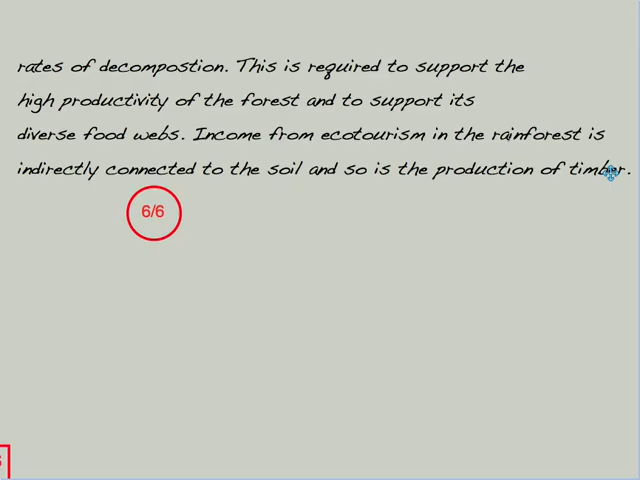 rates of decompostion. This is required to support the
high productivity of the forest and to support its
diverse food webs. Income from ecotourism in the rainforest is
indirectly connected to the soil and so is the production of timber.
6/6